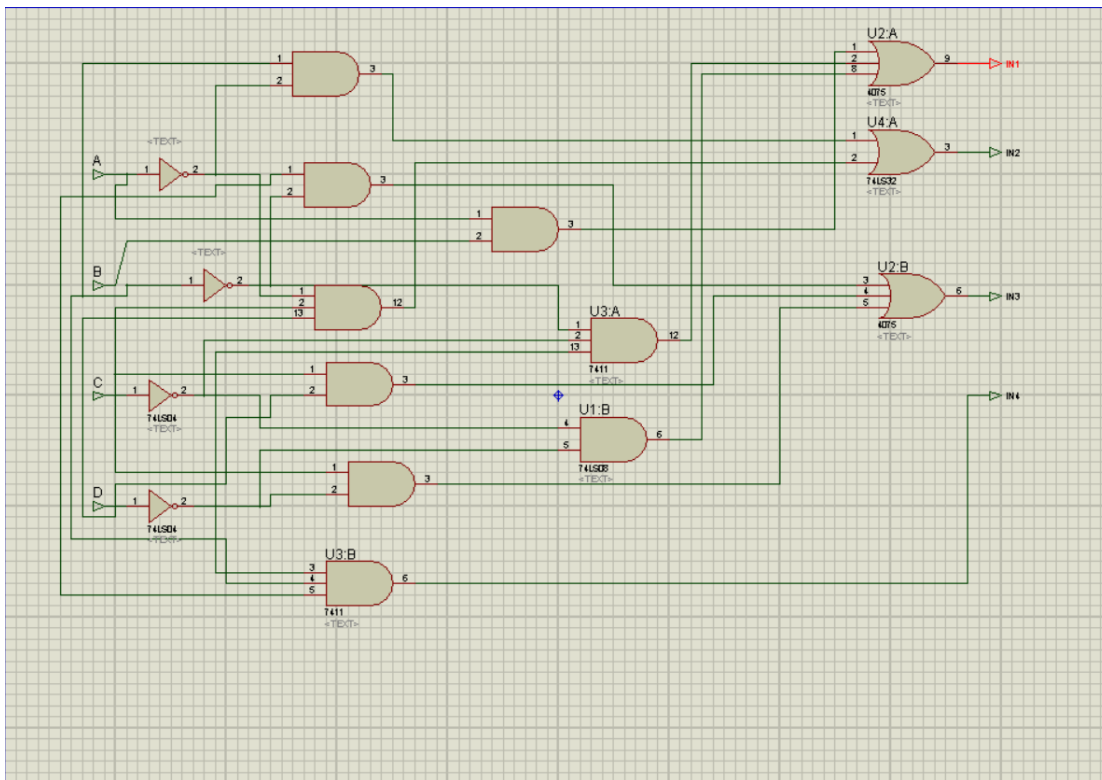 U2:A
1
2
8
9
IN1
4075
<TEXT>
1
2
3
U4:A
1
2
3
IN2
74LS32
<TEXT>
<TEXT>
A
1
2
1
2
3
1
2
3
<TEXT>
B
1
2
U2:B
3
4
5
6
IN3
4075
<TEXT>
1
2
13
12
U3:A
1
2
13
12
7411
<TEXT>
C
1
2
74LS04
<TEXT>
1
2
3
IN4
U1:B
4
5
6
74LS08
<TEXT>
1
2
3
D
1
2
74LS04
<TEXT>
U3:B
3
4
5
6
7411
<TEXT>